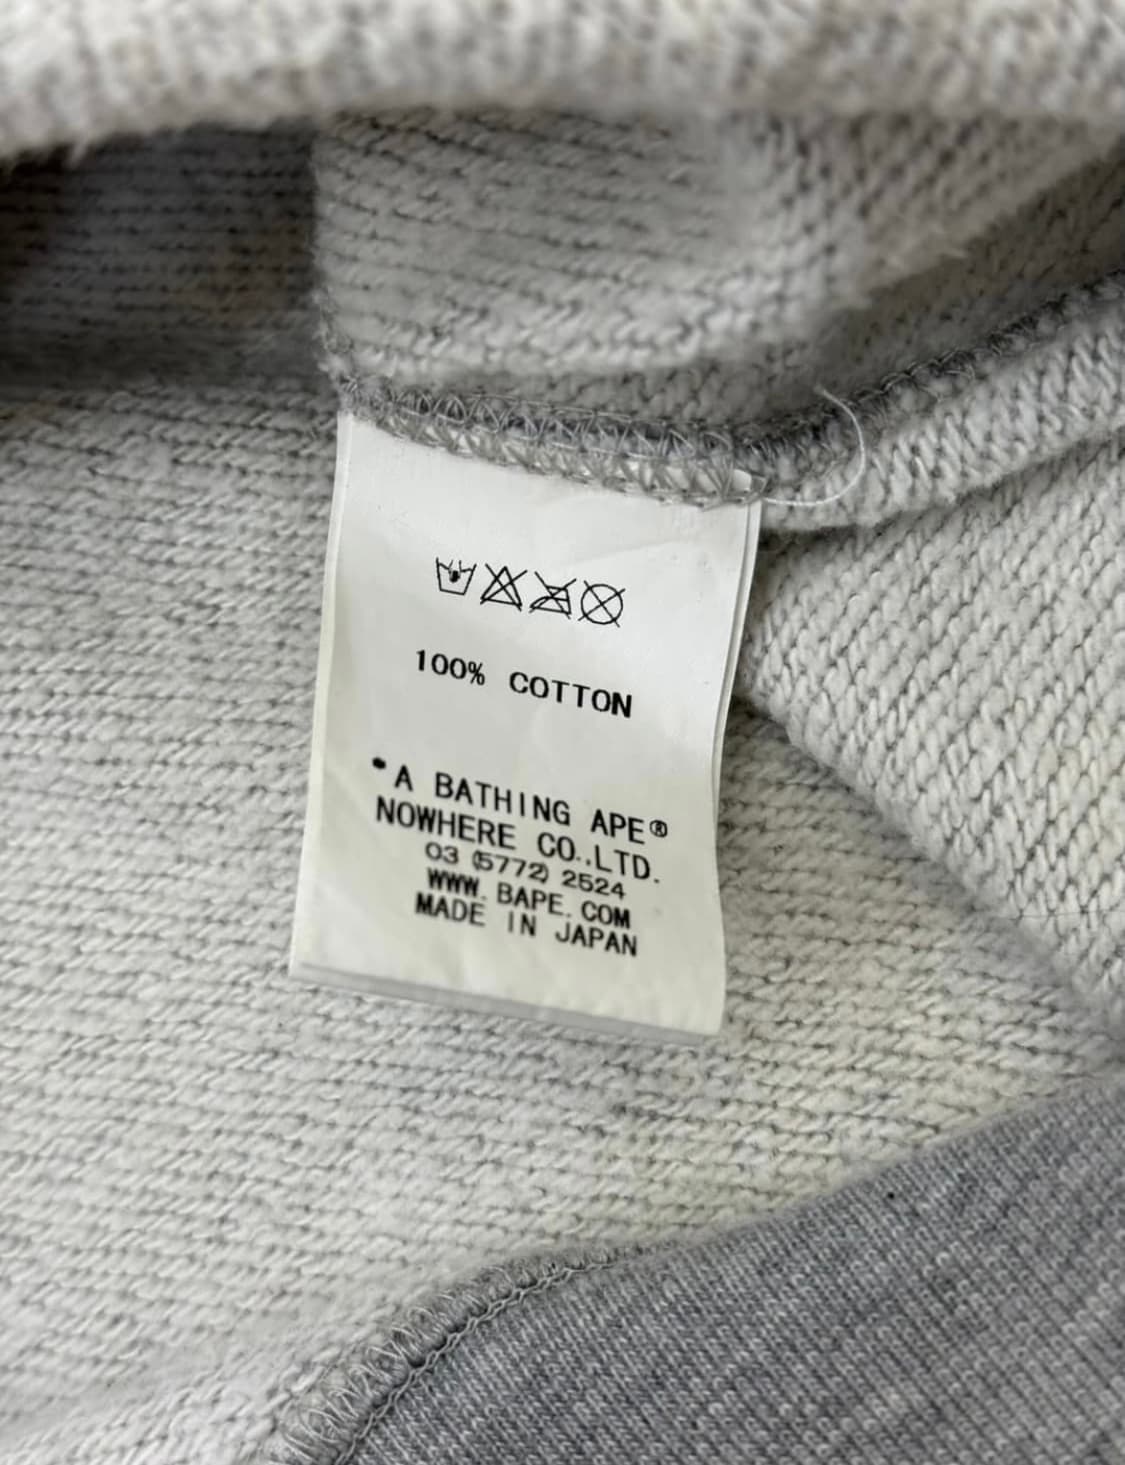 100% COTTON
•A BATHING APE®
NOWHERE CO.,LTD.
03 (5772) 2524
WWW. BAPE. COM
MADE IN JAPAN